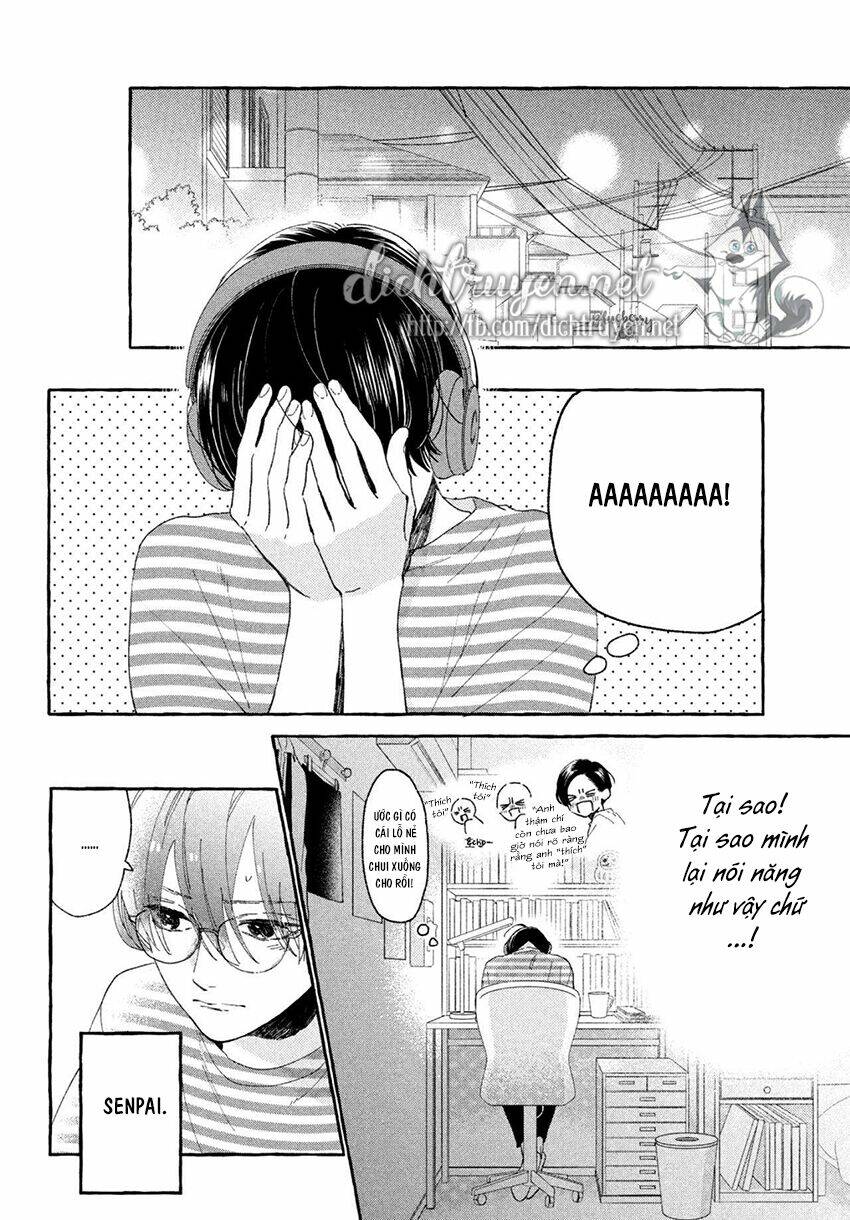 dichtruyen.net
http://fb.com/dichtruyen.net
AAAAAAAAA!
Tại sao!
Tại sao mình
lại nói năng
như vậy chữ
...!
"Thích
tôi"
"Thích
tôi"
"Anh
thậm chí
còn chưa bao
giờ nói rõ ràng
rằng anh "thích"
tôi mà!"
ƯỚC GÌ CÓ
CÁI LỖ NẺ
CHO MÌNH
CHUI XUỐNG
CHO RỒI!
......
SENPAI.